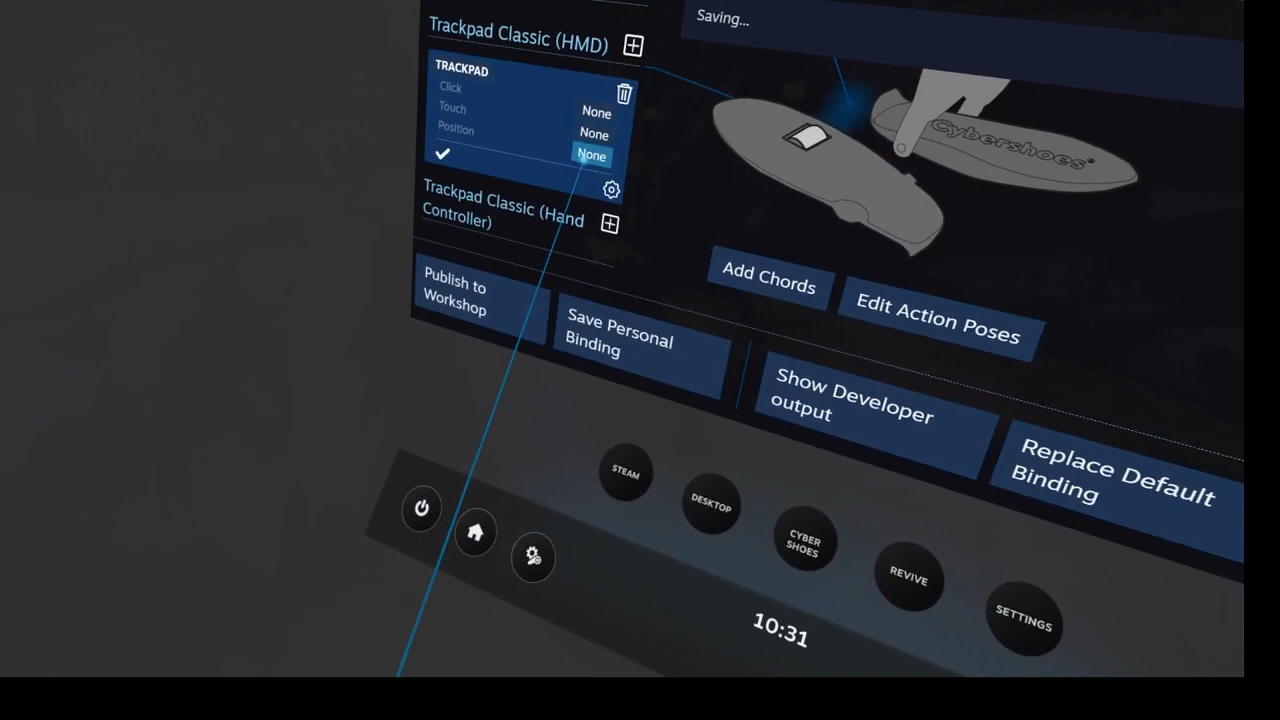 Saving...
Trackpad Classic (HMD)
TRACKPAD
Click
None
Touch
None
Position
None
Trackpad Classic (Hand
Controller)
Cybershoes
Add Chords
Edit Action Poses
Publish to
Workshop
Save Personal
Binding
Show Developer
output
Replace Default
Binding
STEAM
DESKTOP
CYBER
SHOES
REVIVE
SETTINGS
10:31